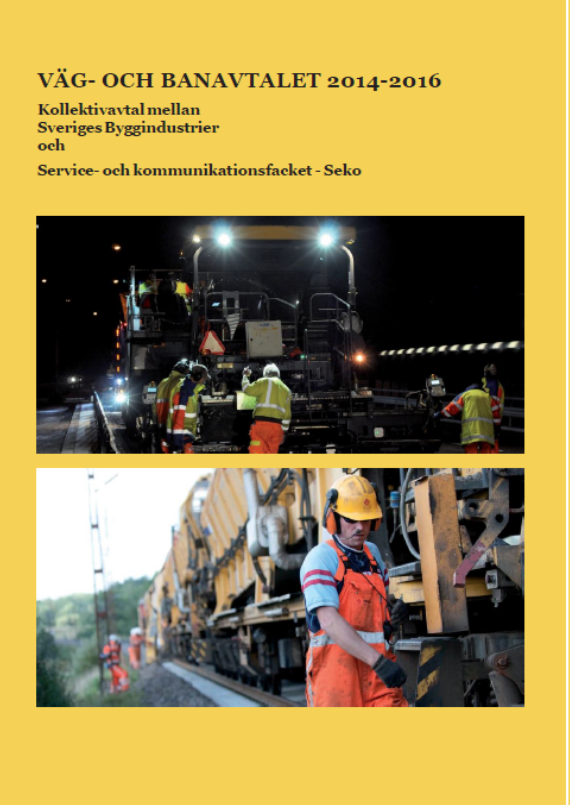 VÄG- OCH BANAVTALET 2014-2016
Kollektivavtal mellan
Sveriges Byggindustrier
och
Service- och kommunikationsfacket - Seko